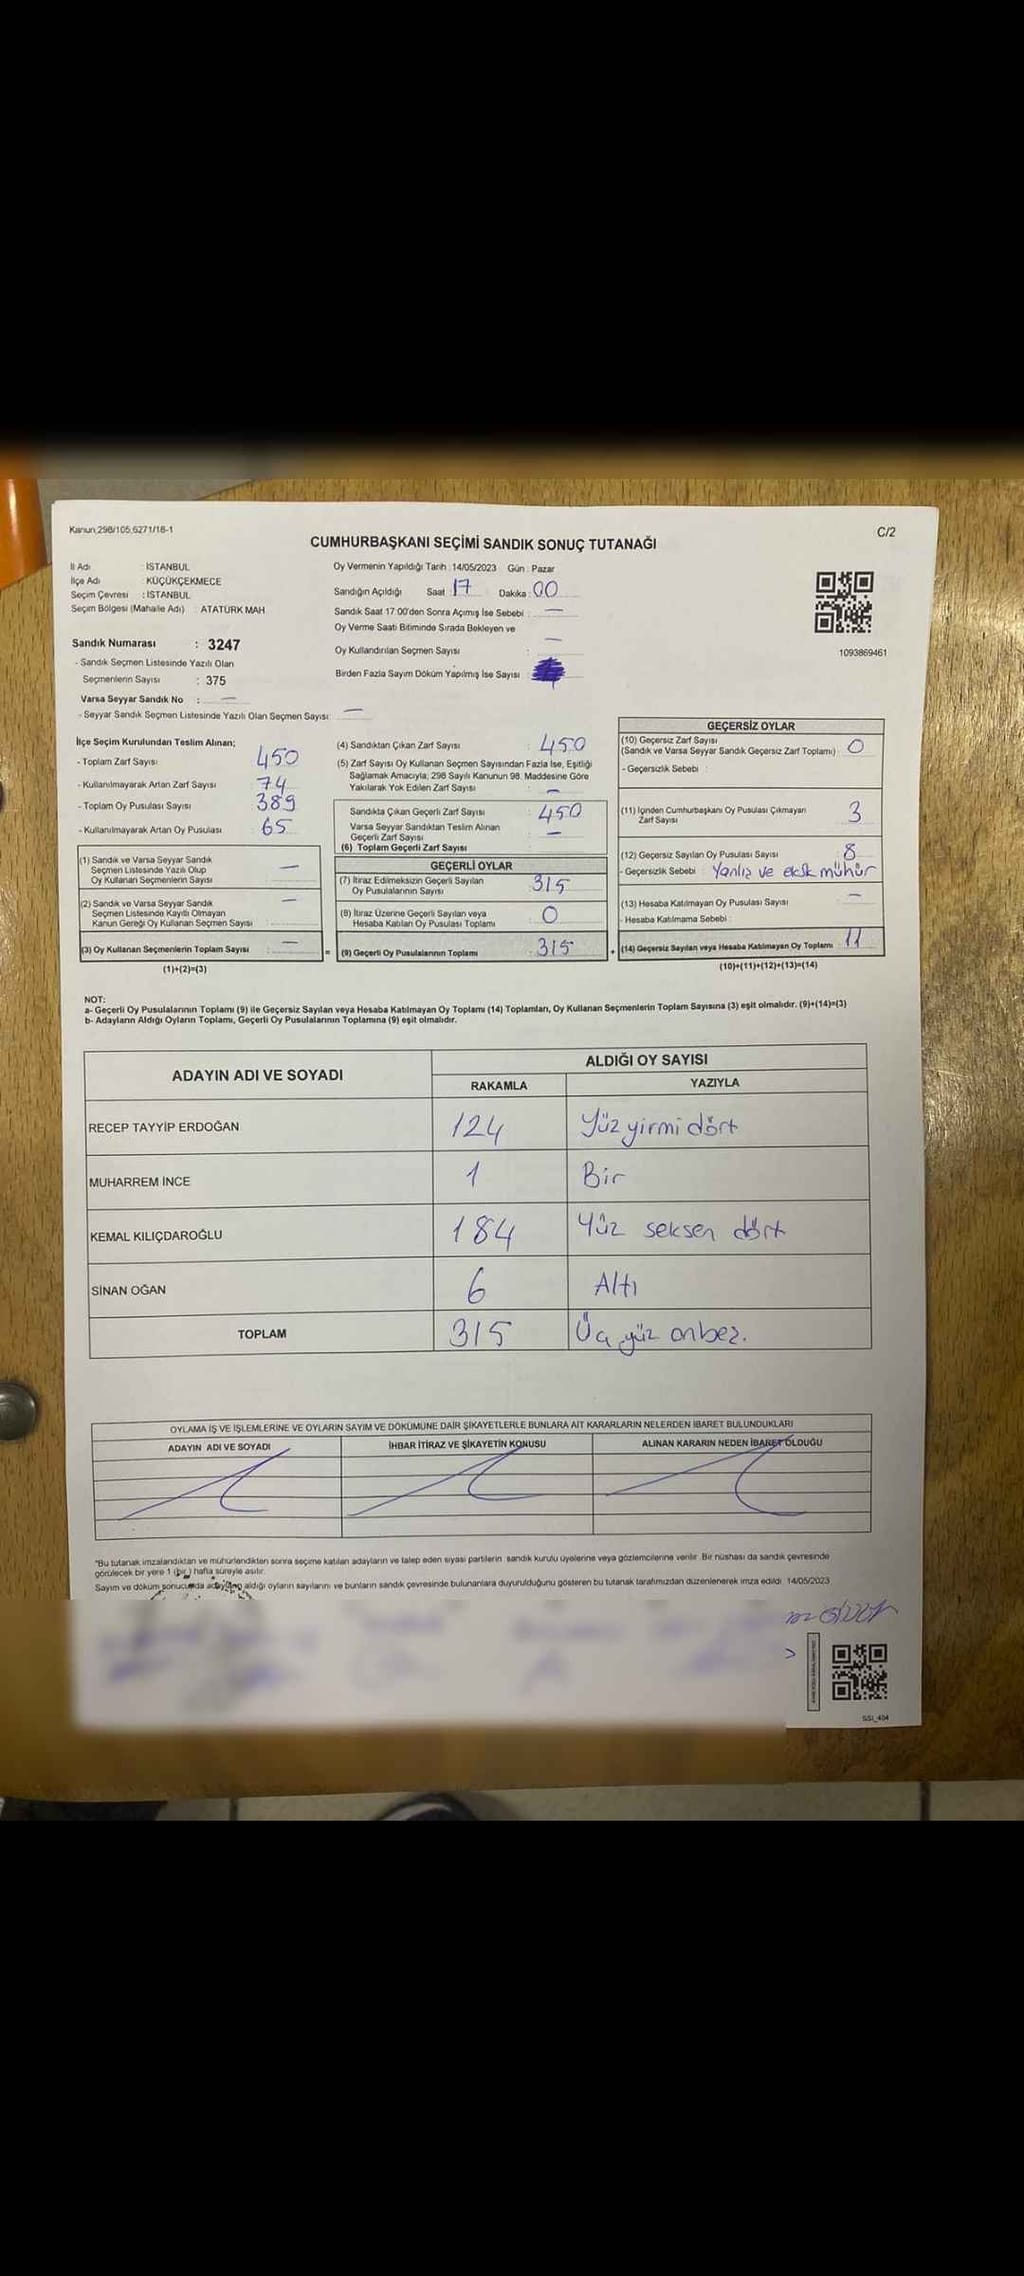 Kanun;298/105,6271/18-1
C/2
CUMHURBAŞKANI SEÇİMİ SANDIK SONUÇ TUTANAĞI
İl Adı : İSTANBUL
İlçe Adı : KÜÇÜKÇEKMECE
Seçim Çevresi : İSTANBUL
Seçim Bölgesi (Mahalle Adı) : ATATÜRK MAH
Sandık Numarası : 3247
- Sandık Seçmen Listesinde Yazılı Olan
Seçmenlerin Sayısı : 375
Varsa Seyyar Sandık No : —
- Seyyar Sandık Seçmen Listesinde Yazılı Olan Seçmen Sayısı: —
Oy Vermenin Yapıldığı Tarih : 14/05/2023 Gün : Pazar
Sandığın Açıldığı Saat : 17 Dakika : 00
Sandık Saat 17:00'den Sonra Açımış İse Sebebi : —
Oy Verme Saati Bitiminde Sırada Bekleyen ve
Oy Kullandırılan Seçmen Sayısı : —
Birden Fazla Sayım Döküm Yapılmış İse Sayısı :
1093869461
İlçe Seçim Kurulundan Teslim Alınan;
- Toplam Zarf Sayısı : 450
- Kullanılmayarak Artan Zarf Sayısı : 74
- Toplam Oy Pusulası Sayısı : 389
- Kullanılmayarak Artan Oy Pusulası : 65
(1) Sandık ve Varsa Seyyar Sandık
Seçmen Listesinde Yazılı Olup
Oy Kullanan Seçmenlerin Sayısı : —
(2) Sandık ve Varsa Seyyar Sandık
Seçmen Listesinde Kayıtlı Olmayan
Kanun Gereği Oy Kullanan Seçmen Sayısı : —
(3) Oy Kullanan Seçmenlerin Toplam Sayısı : —
(1)+(2)=(3)
(4) Sandıktan Çıkan Zarf Sayısı : 450
(5) Zarf Sayısı Oy Kullanan Seçmen Sayısından Fazla İse, Eşitliği
Sağlamak Amacıyla; 298 Sayılı Kanunun 98. Maddesine Göre
Yakılarak Yok Edilen Zarf Sayısı : —
Sandıkta Çıkan Geçerli Zarf Sayısı : 450
Varsa Seyyar Sandıktan Teslim Alınan
Geçerli Zarf Sayısı : —
(6) Toplam Geçerli Zarf Sayısı
GEÇERLİ OYLAR
(7) İtiraz Edilmeksizin Geçerli Sayılan
Oy Pusulalarının Sayısı : 315
(8) İtiraz Üzerine Geçerli Sayılan veya
Hesaba Katılan Oy Pusulası Toplamı : 0
= (9) Geçerli Oy Pusulalarının Toplamı : 315
GEÇERSİZ OYLAR
(10) Geçersiz Zarf Sayısı
(Sandık ve Varsa Seyyar Sandık Geçersiz Zarf Toplamı) : 0
- Geçersizlik Sebebi :
(11) İçinden Cumhurbaşkanı Oy Pusulası Çıkmayan
Zarf Sayısı : 3
(12) Geçersiz Sayılan Oy Pusulası Sayısı : 8
- Geçersizlik Sebebi : Yanlız ve eksik mühür
(13) Hesaba Katılmayan Oy Pusulası Sayısı : —
- Hesaba Katılmama Sebebi :
+ (14) Geçersiz Sayılan veya Hesaba Katılmayan Oy Toplamı : 11
(10)+(11)+(12)+(13)=(14)
NOT:
a- Geçerli Oy Pusulalarının Toplamı (9) ile Geçersiz Sayılan veya Hesaba Katılmayan Oy Toplamı (14) Toplamları, Oy Kullanan Seçmenlerin Toplam Sayısına (3) eşit olmalıdır. (9)+(14)=(3)
b- Adayların Aldığı Oyların Toplamı, Geçerli Oy Pusulalarının Toplamına (9) eşit olmalıdır.
ADAYIN ADI VE SOYADI
ALDIĞI OY SAYISI
RAKAMLA YAZIYLA
RECEP TAYYİP ERDOĞAN 124 Yüz yirmi dört
MUHARREM İNCE 1 Bir
KEMAL KILIÇDAROĞLU 184 Yüz seksen dört
SİNAN OĞAN 6 Altı
TOPLAM 315 Üç yüz onbeş.
OYLAMA İŞ VE İŞLEMLERİNE VE OYLARIN SAYIM VE DÖKÜMÜNE DAİR ŞİKAYETLERLE BUNLARA AİT KARARLARIN NELERDEN İBARET BULUNDUKLARI
ADAYIN ADI VE SOYADI İHBAR İTİRAZ VE ŞİKAYETİN KONUSU ALINAN KARARIN NEDEN İBARET OLDUĞU
*Bu tutanak imzalandıktan ve mühürlendikten sonra seçime katılan adayların ve talep eden siyasi partilerin sandık kurulu üyelerine veya gözlemcilerine verilir. Bir nüshası da sandık çevresinde
görülecek bir yere 1 (bir) hafta süreyle asılır.
Sayım ve döküm sonucunda adayların aldığı oyların sayılarını ve bunların sandık çevresinde bulunanlara duyurulduğunu gösteren bu tutanak tarafımızdan düzenlenerek imza edildi. 14/05/2023